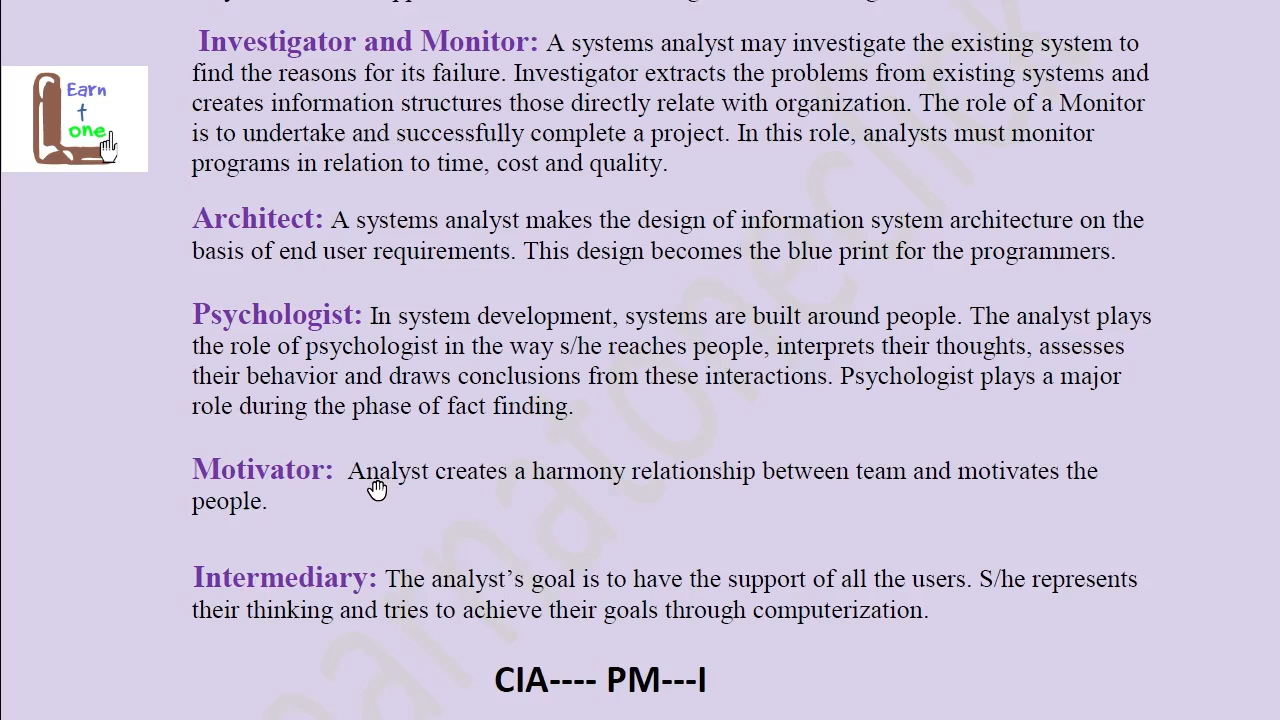 Investigator and Monitor: A systems analyst may investigate the existing system to
find the reasons for its failure. Investigator extracts the problems from existing systems and
creates information structures those directly relate with organization. The role of a Monitor
is to undertake and successfully complete a project. In this role, analysts must monitor
programs in relation to time, cost and quality.
Earn
t
one
Architect: A systems analyst makes the design of information system architecture on the
basis of end user requirements. This design becomes the blue print for the programmers.
Psychologist: In system development, systems are built around people. The analyst plays
the role of psychologist in the way s/he reaches people, interprets their thoughts, assesses
their behavior and draws conclusions from these interactions. Psychologist plays a major
role during the phase of fact finding.
Motivator: Analyst creates a harmony relationship between team and motivates the
people.
Intermediary: The analyst’s goal is to have the support of all the users. S/he represents
their thinking and tries to achieve their goals through computerization.
CIA---- PM---I